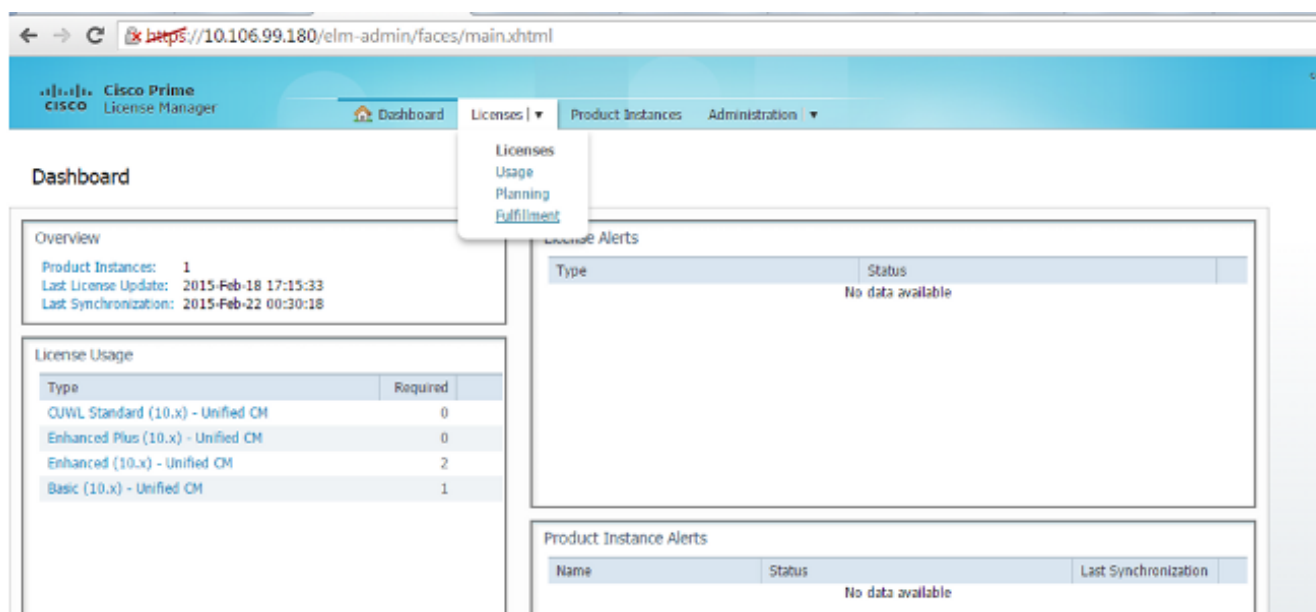 https://10.106.99.180/elm-admin/faces/main.xhtml
Cisco Prime
CISCO License Manager
Dashboard Licenses Product Instances Administration
Licenses
Usage
Planning
Fulfillment
Dashboard
Overview
Product Instances: 1
Last License Update: 2015-Feb-18 17:15:33
Last Synchronization: 2015-Feb-22 00:30:18
License Usage
Type Required
CUWL Standard (10.x) - Unified CM 0
Enhanced Plus (10.x) - Unified CM 0
Enhanced (10.x) - Unified CM 2
Basic (10.x) - Unified CM 1
License Alerts
Type Status
No data available
Product Instance Alerts
Name Status Last Synchronization
No data available